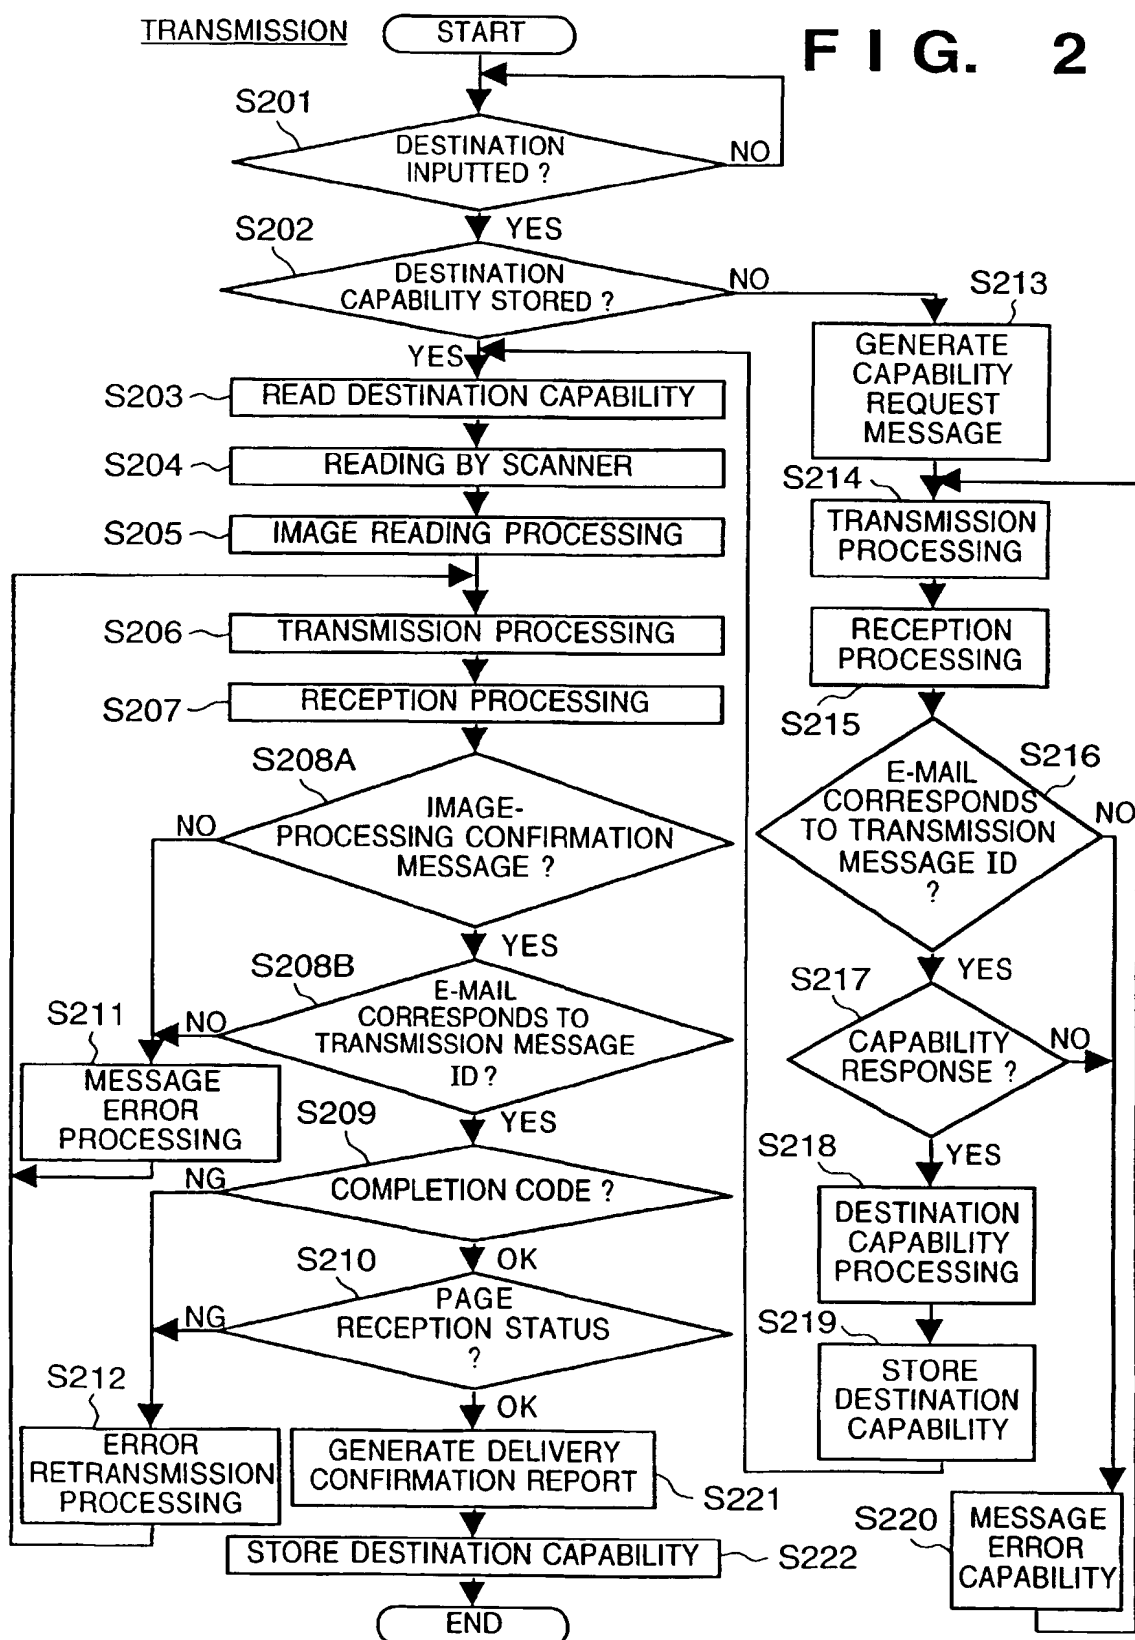 TRANSMISSION
START
FIG. 2
S201
DESTINATION
INPUTTED ?
NO
YES
S202
DESTINATION
CAPABILITY STORED ?
NO
YES
S203
READ DESTINATION CAPABILITY
S204
READING BY SCANNER
S205
IMAGE READING PROCESSING
S206
TRANSMISSION PROCESSING
S207
RECEPTION PROCESSING
S208A
IMAGE-
PROCESSING CONFIRMATION
MESSAGE ?
NO
YES
S208B
E-MAIL
CORRESPONDS TO
TRANSMISSION MESSAGE
ID ?
NO
YES
S211
MESSAGE
ERROR
PROCESSING
S209
COMPLETION CODE ?
NG
OK
S210
PAGE
RECEPTION STATUS
?
NG
OK
S212
ERROR
RETRANSMISSION
PROCESSING
GENERATE DELIVERY
CONFIRMATION REPORT
S221
STORE DESTINATION CAPABILITY
S222
END
S213
GENERATE
CAPABILITY
REQUEST
MESSAGE
S214
TRANSMISSION
PROCESSING
RECEPTION
PROCESSING
S215
S216
E-MAIL
CORRESPONDS
TO TRANSMISSION
MESSAGE ID
?
NO
YES
S217
CAPABILITY
RESPONSE ?
NO
YES
S218
DESTINATION
CAPABILITY
PROCESSING
S219
STORE
DESTINATION
CAPABILITY
S220
MESSAGE
ERROR
CAPABILITY